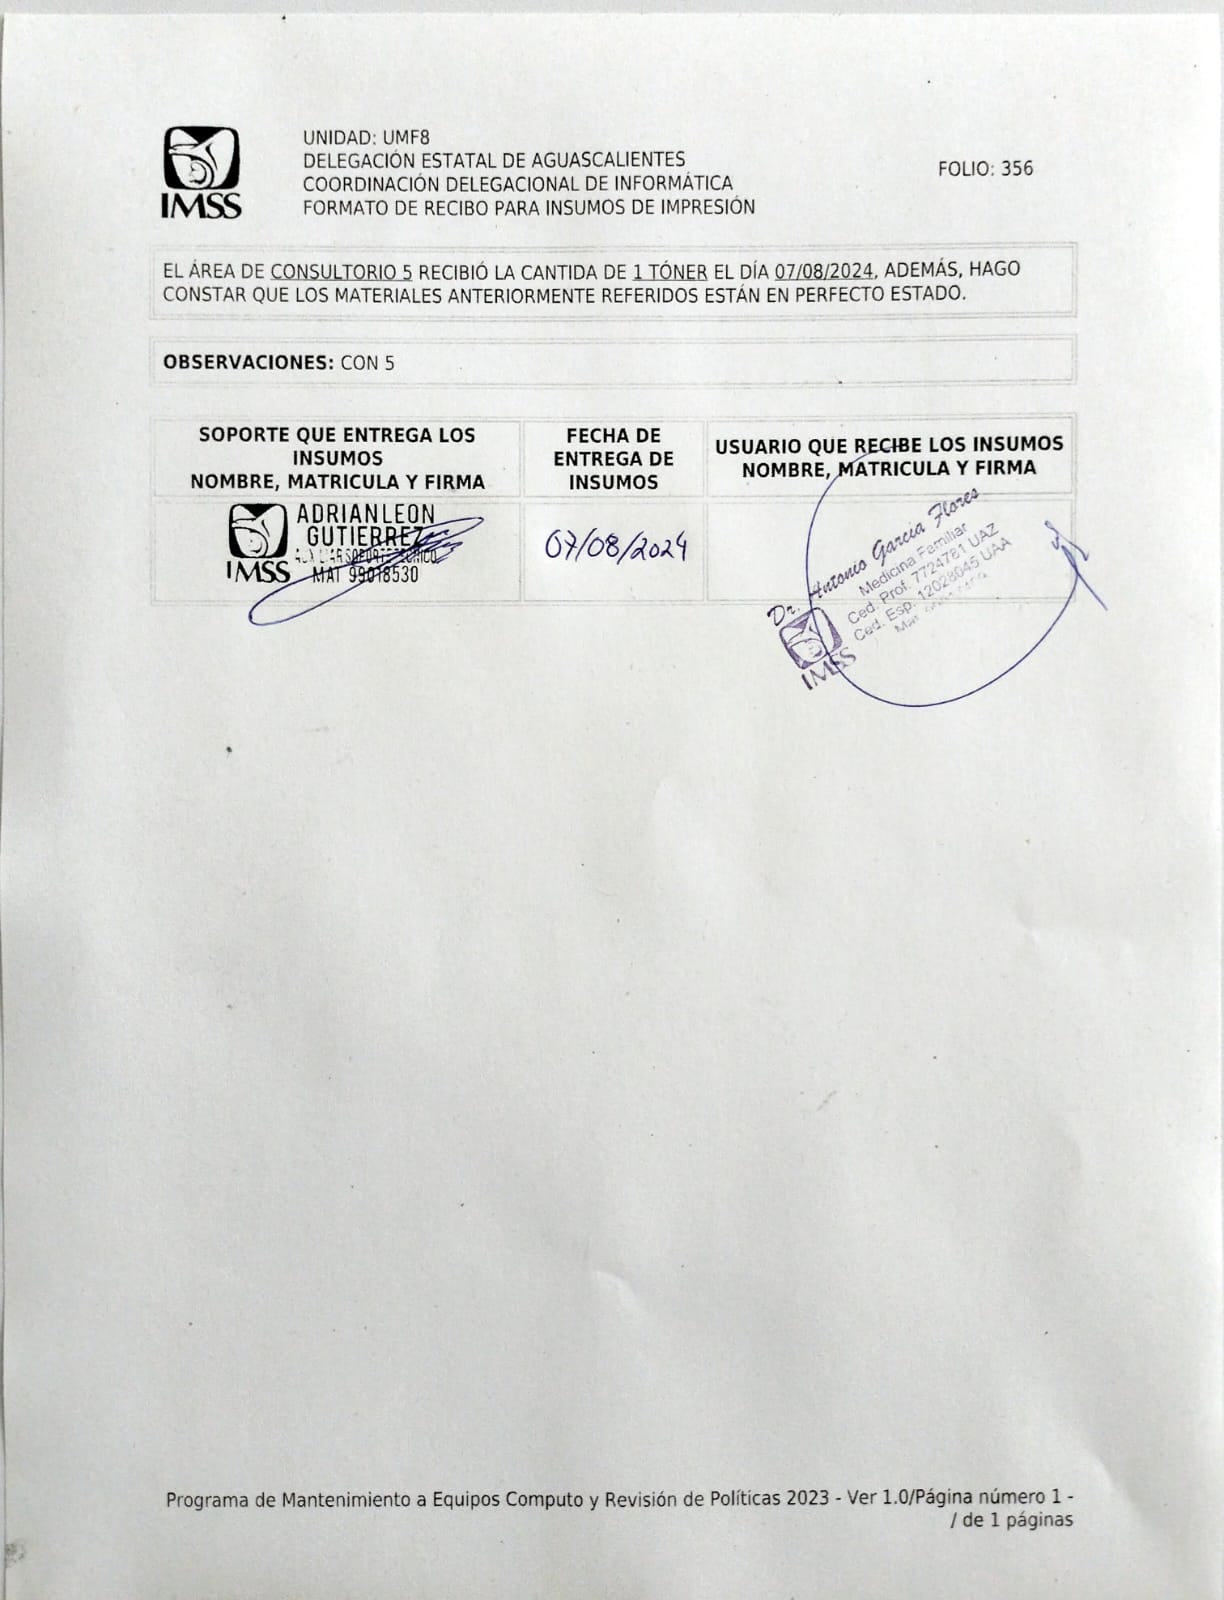 IMSS
UNIDAD: UMF8
DELEGACIÓN ESTATAL DE AGUASCALIENTES
COORDINACIÓN DELEGACIONAL DE INFORMÁTICA
FORMATO DE RECIBO PARA INSUMOS DE IMPRESIÓN
FOLIO: 356
EL ÁREA DE CONSULTORIO 5 RECIBIÓ LA CANTIDA DE 1 TÓNER EL DÍA 07/08/2024, ADEMÁS, HAGO
CONSTAR QUE LOS MATERIALES ANTERIORMENTE REFERIDOS ESTÁN EN PERFECTO ESTADO.
OBSERVACIONES: CON 5
SOPORTE QUE ENTREGA LOS
INSUMOS
NOMBRE, MATRICULA Y FIRMA
FECHA DE
ENTREGA DE
INSUMOS
USUARIO QUE RECIBE LOS INSUMOS
NOMBRE, MATRICULA Y FIRMA
IMSS
ADRIAN LEON
GUTIERREZ
MAT 99018530
07/08/2024
Dr. Antonio García Flores
Medicina Familiar
Ced. Prof. 7724781 UAZ
Ced. Esp. 12028045 UAA
Mat.
IMSS
Programa de Mantenimiento a Equipos Computo y Revisión de Políticas 2023 - Ver 1.0/Página número 1 -
/ de 1 páginas